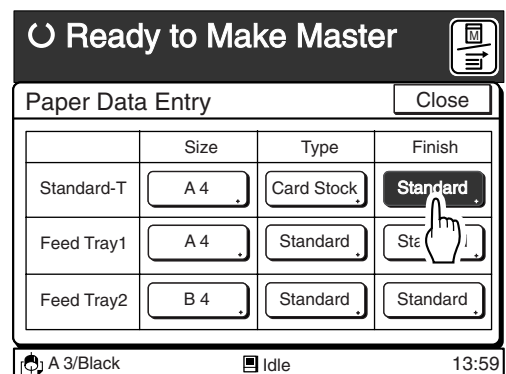 Ready to Make Master
M
Paper Data Entry Close
Size Type Finish
Standard-T A 4 Card Stock Standard
Feed Tray1 A 4 Standard
Feed Tray2 B 4 Standard Standard
A 3/Black Idle 13:59